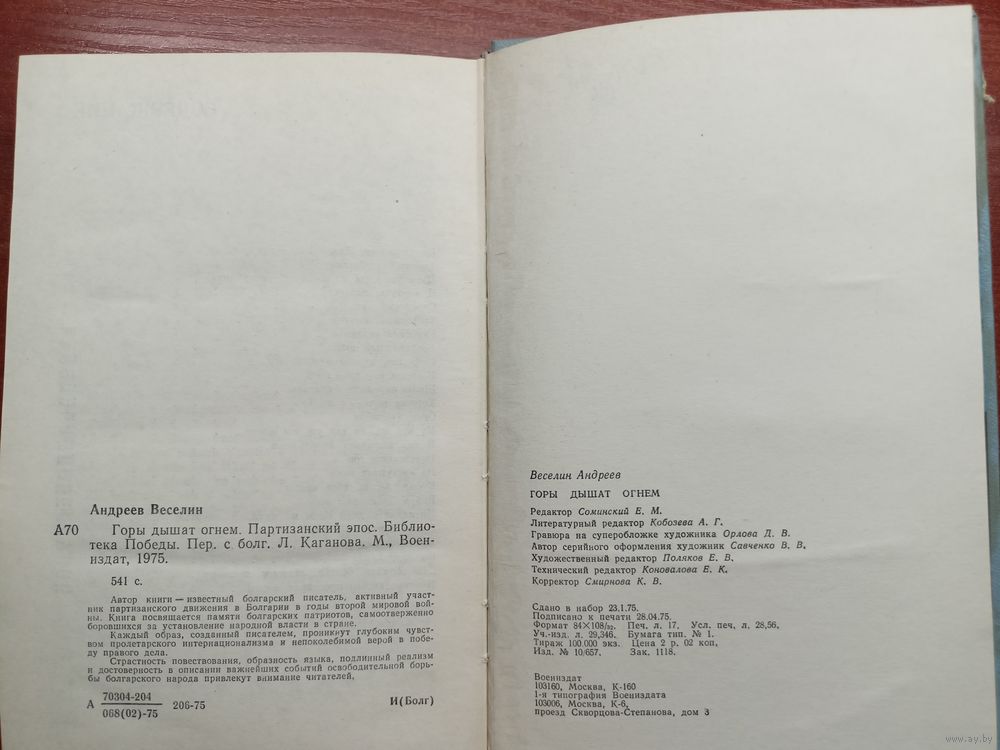 Андреев Веселин
А70
Горы дышат огнем. Партизанский эпос. Библио-
тека Победы. Пер. с болг. Л. Каганова. М., Воен-
издат, 1975.
541 с.
Автор книги — известный болгарский писатель, активный участ-
ник партизанского движения в Болгарии в годы второй мировой вой-
ны. Книга посвящается памяти болгарских патриотов, самоотверженно
боровшихся за установление народной власти в стране.
Каждый образ, созданный писателем, проникнут глубоким чувст-
вом пролетарского интернационализма и непоколебимой верой в побе-
ду правого дела.
Страстность повествования, образность языка, подлинный реализм
и достоверность в описании важнейших событий освободительной борь-
бы болгарского народа привлекут внимание читателей.
А 70304-204
068(02)-75 206-75 И(Болг)
Веселин Андреев
ГОРЫ ДЫШАТ ОГНЕМ
Редактор Соминский Е. М.
Литературный редактор Кобозева А. Г.
Гравюра на суперобложке художника Орлова Д. В.
Автор серийного оформления художник Савченко В. В.
Художественный редактор Поляков Е. В.
Технический редактор Коновалова Е. К.
Корректор Смирнова К. В.
Сдано в набор 23.1.75.
Подписано к печати 28.04.75.
Формат 84×108/32. Печ. л. 17. Усл. печ. л. 28,56.
Уч.-изд. л. 29,346. Бумага тип. № 1.
Тираж 100.000 экз. Цена 2 р. 02 коп,
Изд. № 10/657. Зак. 1118.
Воениздат
103160, Москва, К-160
1-я типография Воениздата
103006, Москва, К-6,
проезд Скворцова-Степанова, дом 3
www.ay.by